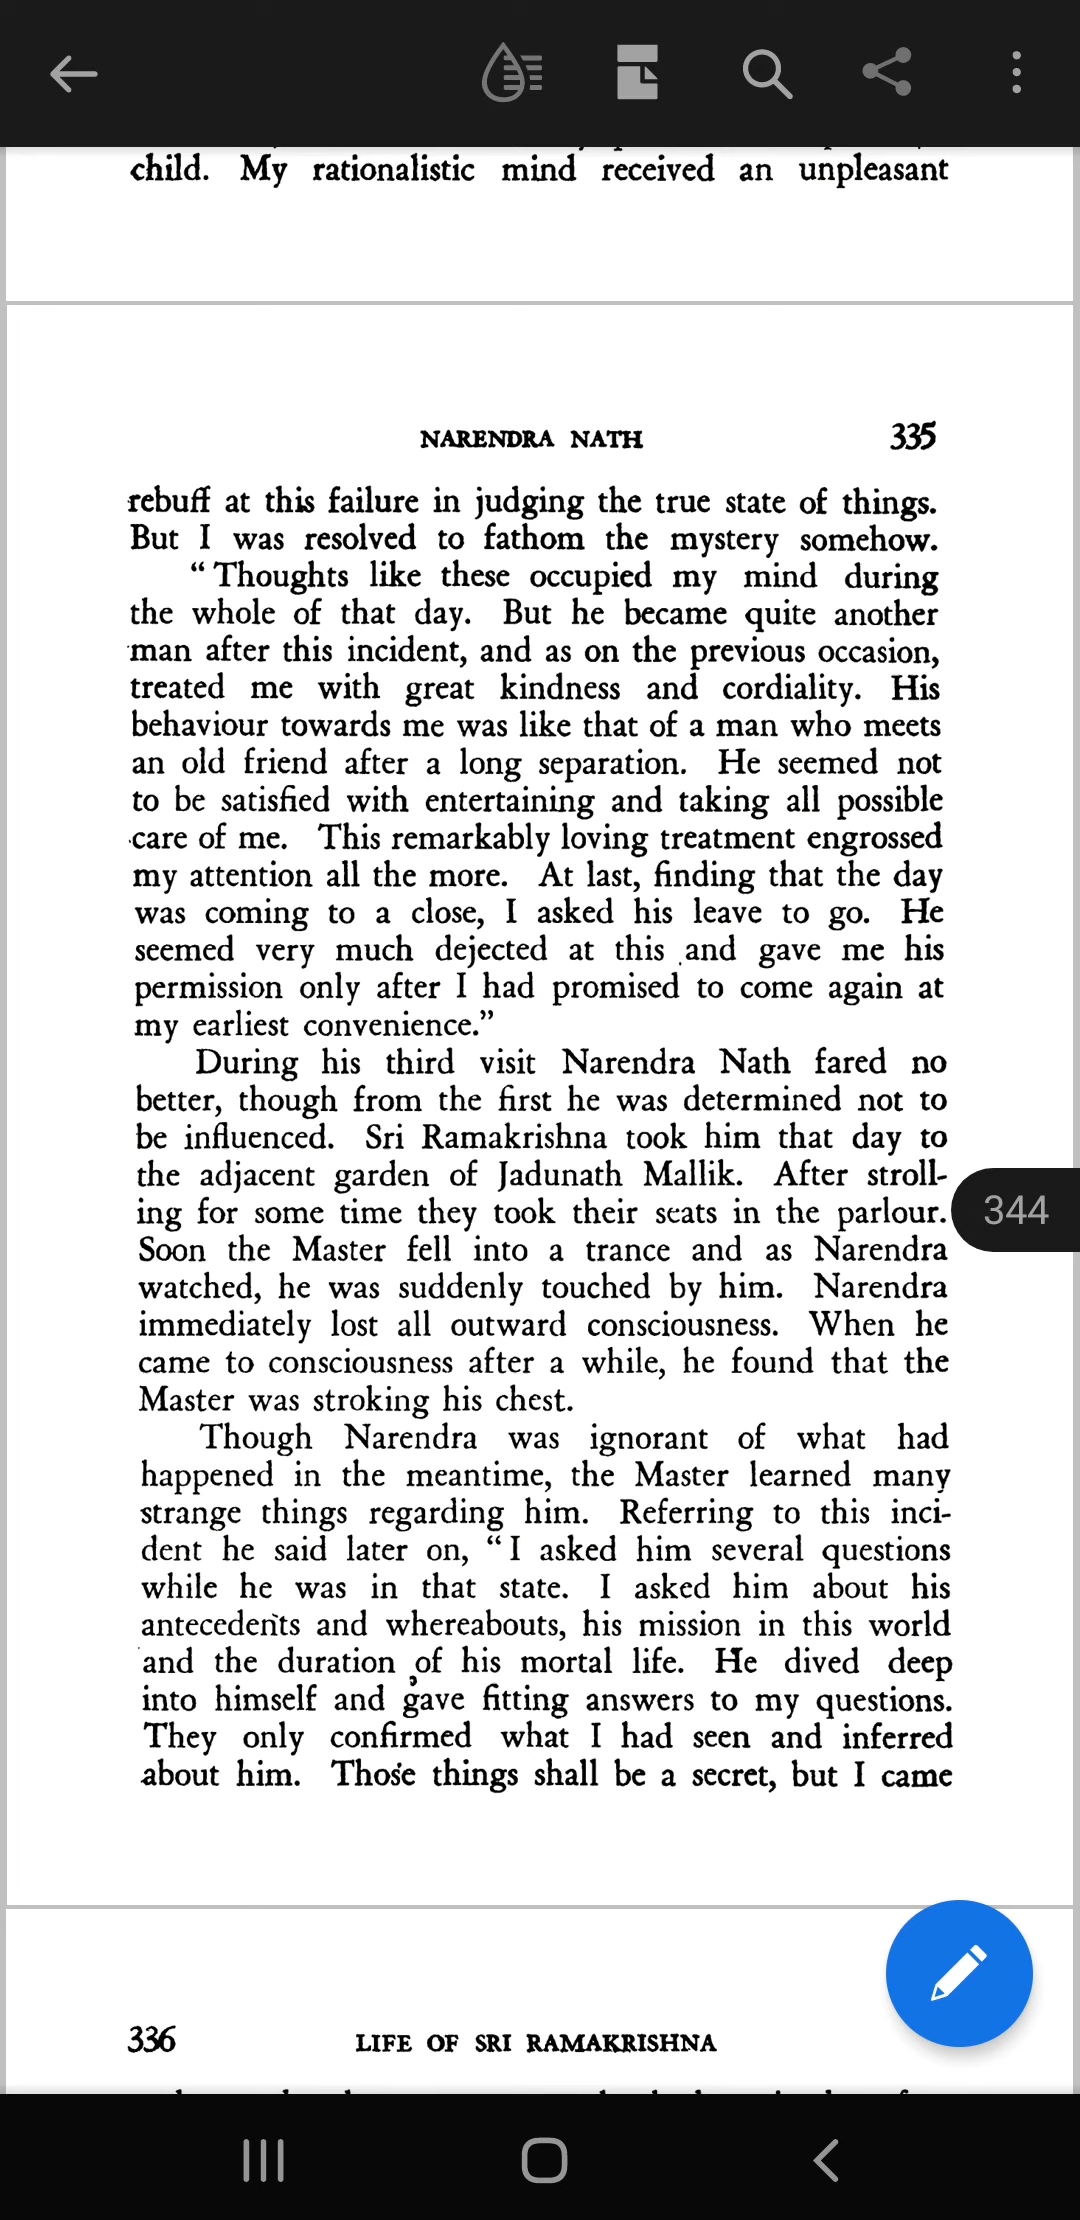 child. My rationalistic mind received an unpleasant
NARENDRA NATH 335
rebuff at this failure in judging the true state of things.
But I was resolved to fathom the mystery somehow.
“Thoughts like these occupied my mind during
the whole of that day. But he became quite another
man after this incident, and as on the previous occasion,
treated me with great kindness and cordiality. His
behaviour towards me was like that of a man who meets
an old friend after a long separation. He seemed not
to be satisfied with entertaining and taking all possible
care of me. This remarkably loving treatment engrossed
my attention all the more. At last, finding that the day
was coming to a close, I asked his leave to go. He
seemed very much dejected at this and gave me his
permission only after I had promised to come again at
my earliest convenience.”
During his third visit Narendra Nath fared no
better, though from the first he was determined not to
be influenced. Sri Ramakrishna took him that day to
the adjacent garden of Jadunath Mallik. After stroll-
ing for some time they took their seats in the parlour.
344
Soon the Master fell into a trance and as Narendra
watched, he was suddenly touched by him. Narendra
immediately lost all outward consciousness. When he
came to consciousness after a while, he found that the
Master was stroking his chest.
Though Narendra was ignorant of what had
happened in the meantime, the Master learned many
strange things regarding him. Referring to this inci-
dent he said later on, “I asked him several questions
while he was in that state. I asked him about his
antecedents and whereabouts, his mission in this world
and the duration of his mortal life. He dived deep
into himself and gave fitting answers to my questions.
They only confirmed what I had seen and inferred
about him. Those things shall be a secret, but I came
336 LIFE OF SRI RAMAKRISHNA